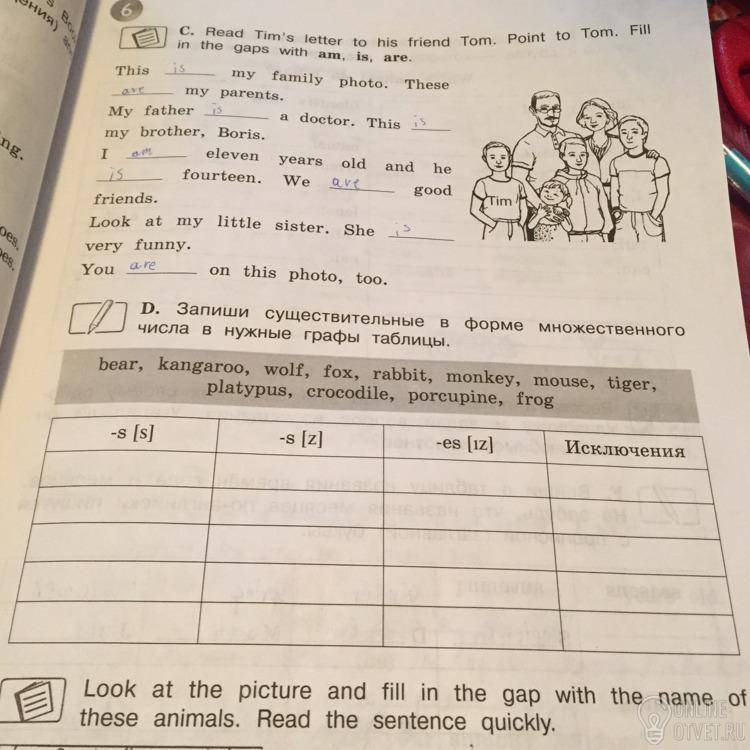 6
C. Read Tim's letter to his friend Tom. Point to Tom. Fill
in the gaps with am, is, are.
This is my family photo. These
are my parents.
My father is a doctor. This is
my brother, Boris.
I am eleven years old and he
is fourteen. We are good
friends.
Look at my little sister. She is
very funny.
You are on this photo, too.
Tim
D. Запиши существительные в форме множественного
числа в нужные графы таблицы.
bear, kangaroo, wolf, fox, rabbit, monkey, mouse, tiger,
platypus, crocodile, porcupine, frog
-s [s] -s [z] -es [ɪz] Исключения
Look at the picture and fill in the gap with the name of
these animals. Read the sentence quickly.
ONLINE
OTVET.RU